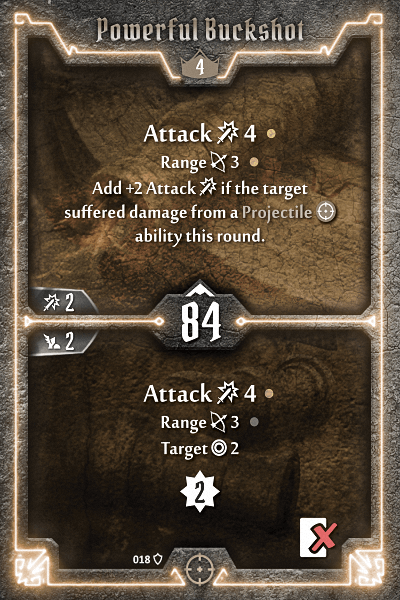 Powerful Buckshot
4
Attack 4
Range 3
Add +2 Attack if the target
suffered damage from a Projectile
ability this round.
2
84
2
Attack 4
Range 3
Target 2
2
018